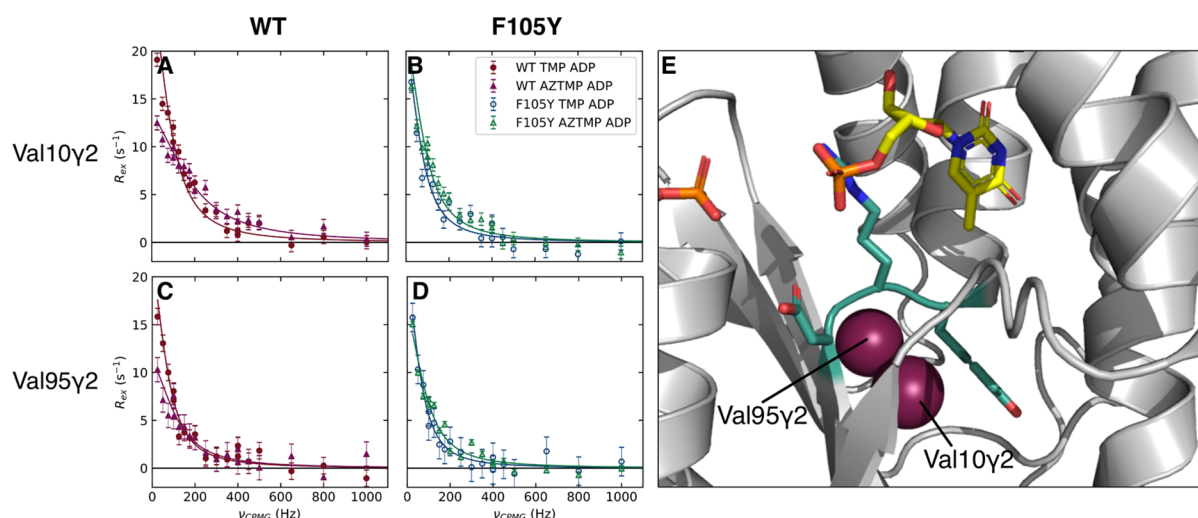 WT
F105Y
Val10γ2
Val95γ2
A
20
15
10
5
0
R_ex (s⁻¹)
B
WT TMP ADP
WT AZTMP ADP
F105Y TMP ADP
F105Y AZTMP ADP
C
20
15
10
5
0
R_ex (s⁻¹)
0 200 400 600 800 1000
ν_CPMG (Hz)
D
0 200 400 600 800 1000
ν_CPMG (Hz)
E
Val95γ2
Val10γ2